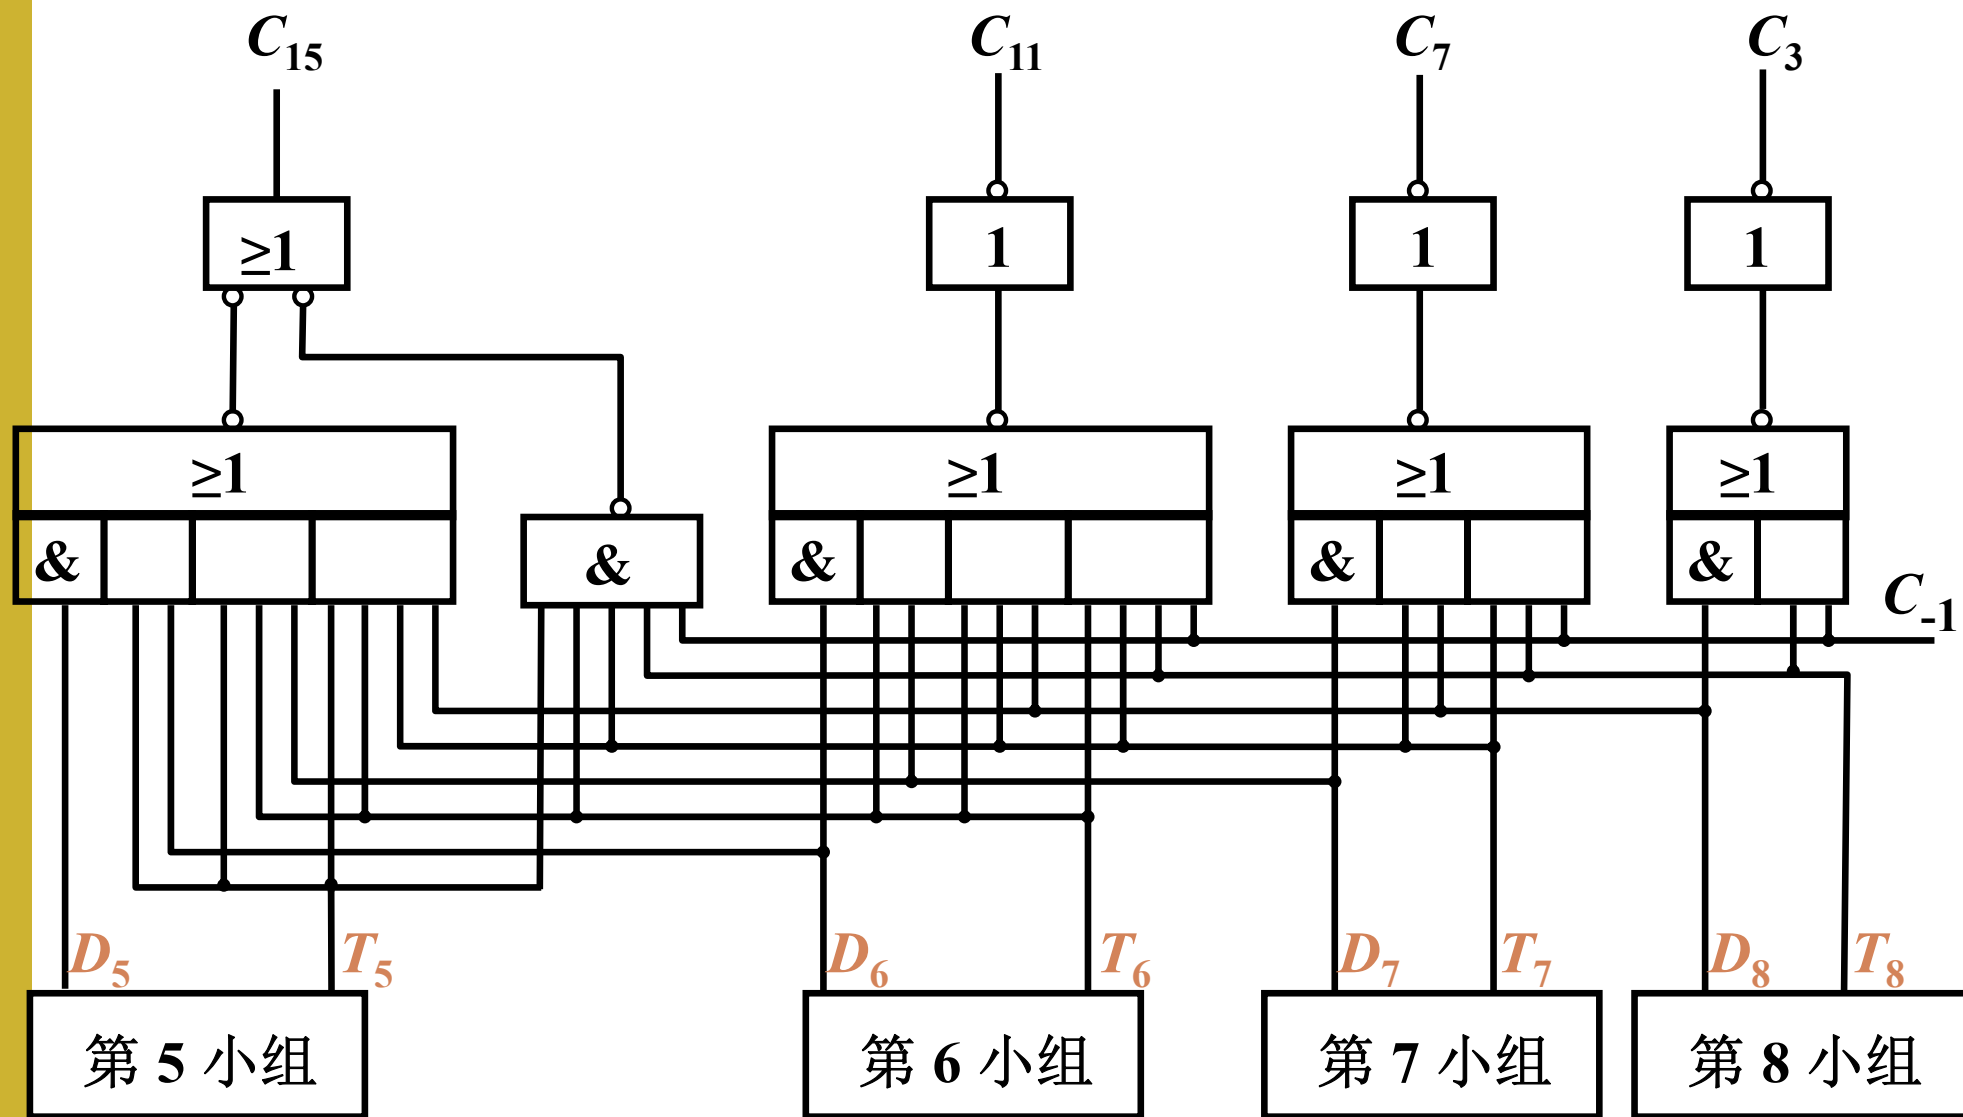 C15 C11 C7 C3
≥1 1 1 1
≥1 ≥1 ≥1 ≥1
& & & & &
C-1
D5 T5 D6 T6 D7 T7 D8 T8
第 5 小组 第 6 小组 第 7 小组 第 8 小组